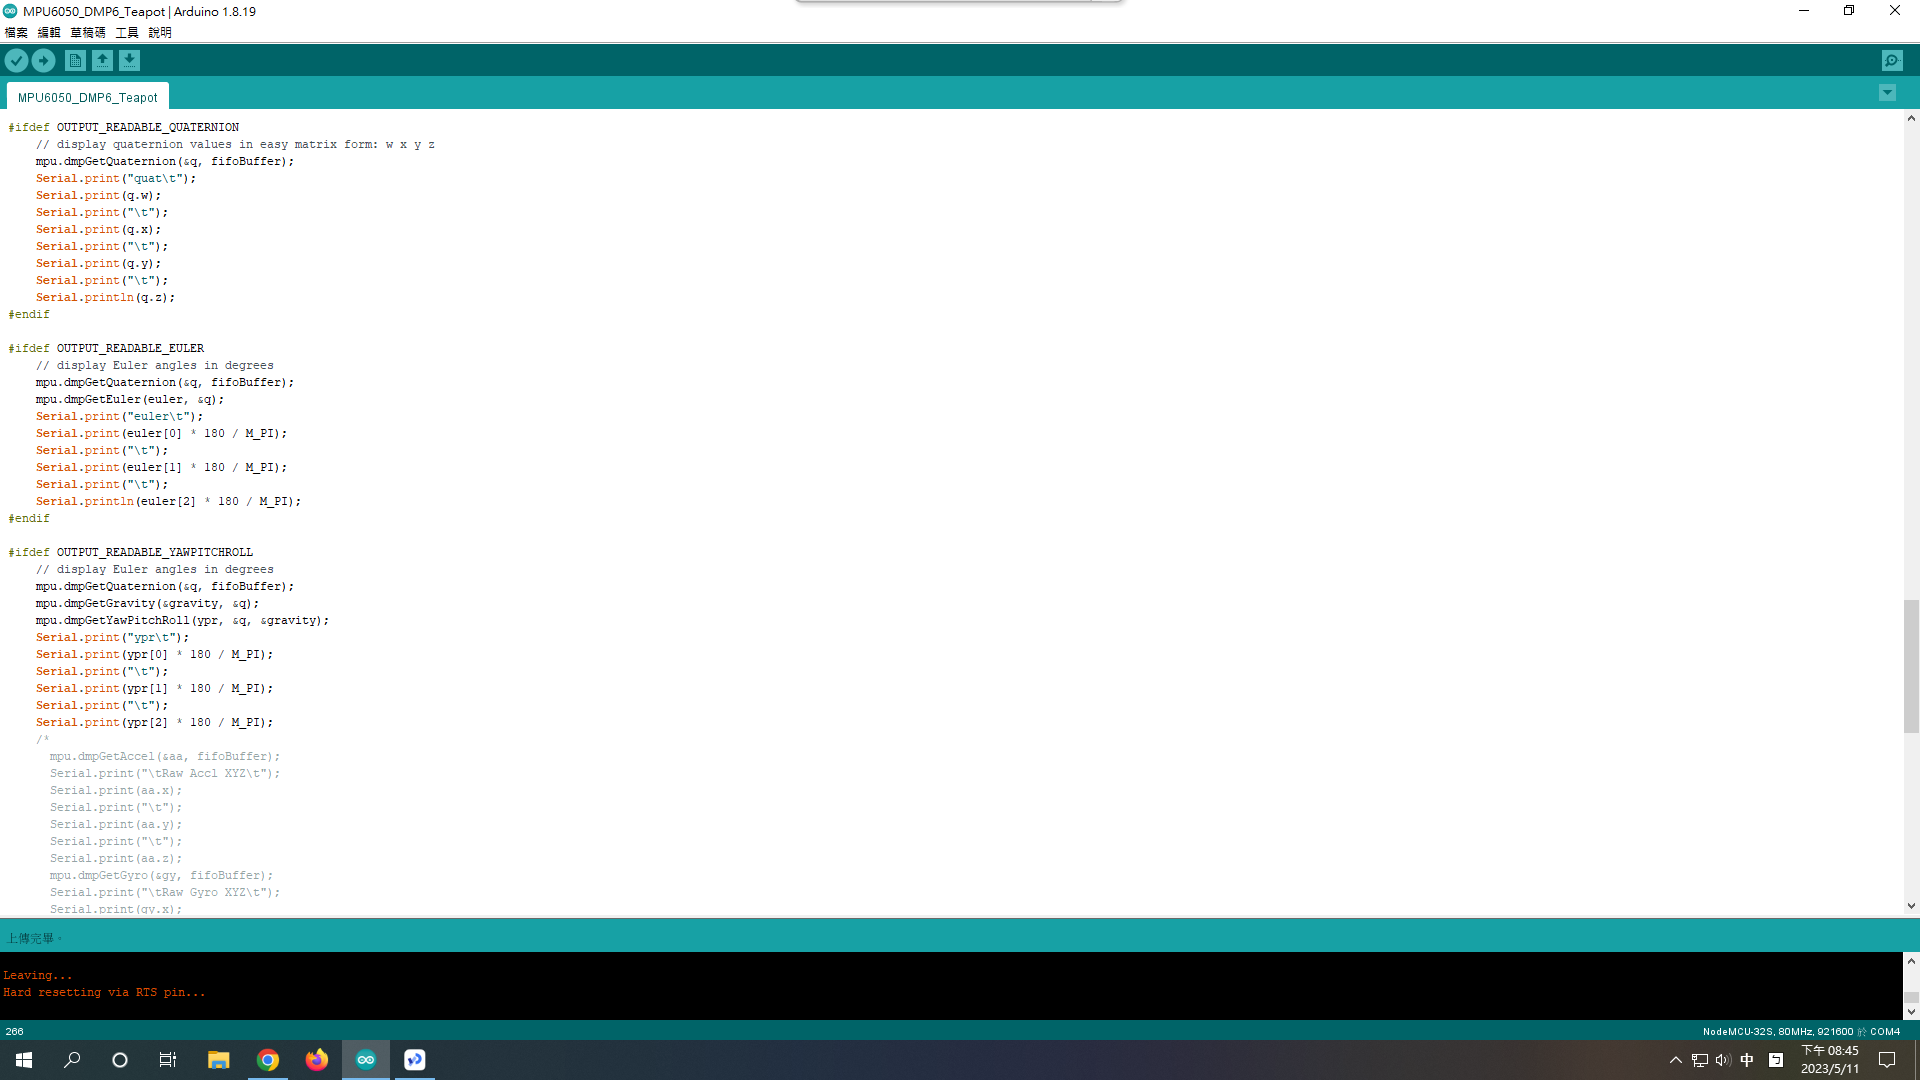 MPU6050_DMP6_Teapot | Arduino 1.8.19
檔案 編輯 草稿碼 工具 說明
MPU6050_DMP6_Teapot
#ifdef OUTPUT_READABLE_QUATERNION
// display quaternion values in easy matrix form: w x y z
mpu.dmpGetQuaternion(&q, fifoBuffer);
Serial.print("quat\t");
Serial.print(q.w);
Serial.print("\t");
Serial.print(q.x);
Serial.print("\t");
Serial.print(q.y);
Serial.print("\t");
Serial.println(q.z);
#endif
#ifdef OUTPUT_READABLE_EULER
// display Euler angles in degrees
mpu.dmpGetQuaternion(&q, fifoBuffer);
mpu.dmpGetEuler(euler, &q);
Serial.print("euler\t");
Serial.print(euler[0] * 180 / M_PI);
Serial.print("\t");
Serial.print(euler[1] * 180 / M_PI);
Serial.print("\t");
Serial.println(euler[2] * 180 / M_PI);
#endif
#ifdef OUTPUT_READABLE_YAWPITCHROLL
// display Euler angles in degrees
mpu.dmpGetQuaternion(&q, fifoBuffer);
mpu.dmpGetGravity(&gravity, &q);
mpu.dmpGetYawPitchRoll(ypr, &q, &gravity);
Serial.print("ypr\t");
Serial.print(ypr[0] * 180 / M_PI);
Serial.print("\t");
Serial.print(ypr[1] * 180 / M_PI);
Serial.print("\t");
Serial.print(ypr[2] * 180 / M_PI);
/*
mpu.dmpGetAccel(&aa, fifoBuffer);
Serial.print("\tRaw Accl XYZ\t");
Serial.print(aa.x);
Serial.print("\t");
Serial.print(aa.y);
Serial.print("\t");
Serial.print(aa.z);
mpu.dmpGetGyro(&gy, fifoBuffer);
Serial.print("\tRaw Gyro XYZ\t");
Serial.print(gy.x);
上傳完畢。
Leaving...
Hard resetting via RTS pin...
266
NodeMCU-32S, 80MHz, 921600 於 COM4
中
下午 08:45
2023/5/11